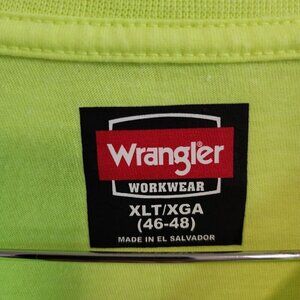 Wrangler
WORKWEAR
XLT/XGA
(46-48)
MADE IN EL SALVADOR